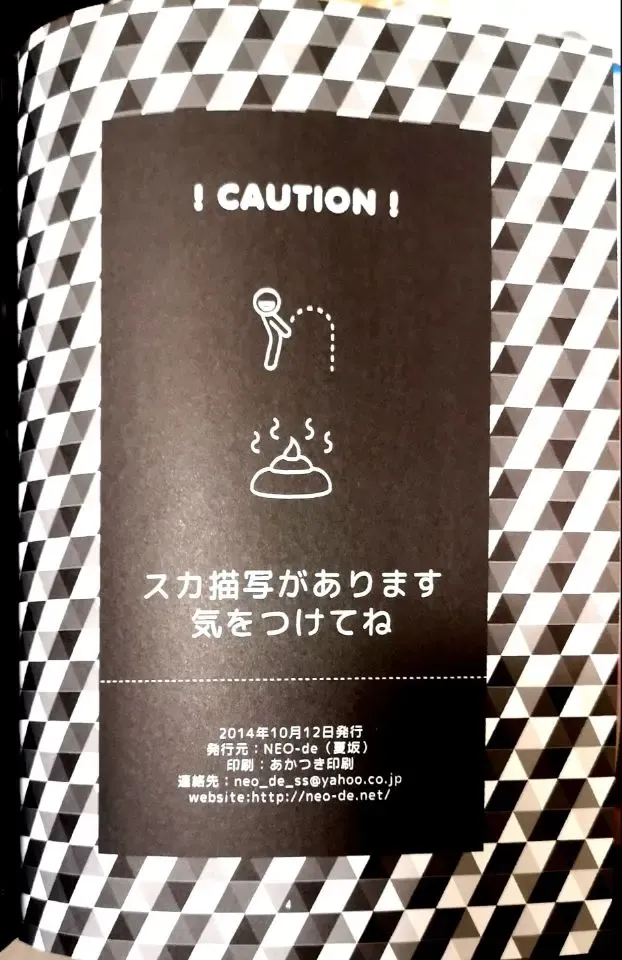 ! CAUTION !
スカ描写があります
気をつけてね
2014年10月12日発行
発行元：NEO-de（夏坂）
印刷：あかつき印刷
連絡先：neo_de_ss@yahoo.co.jp
website:http://neo-de.net/
4